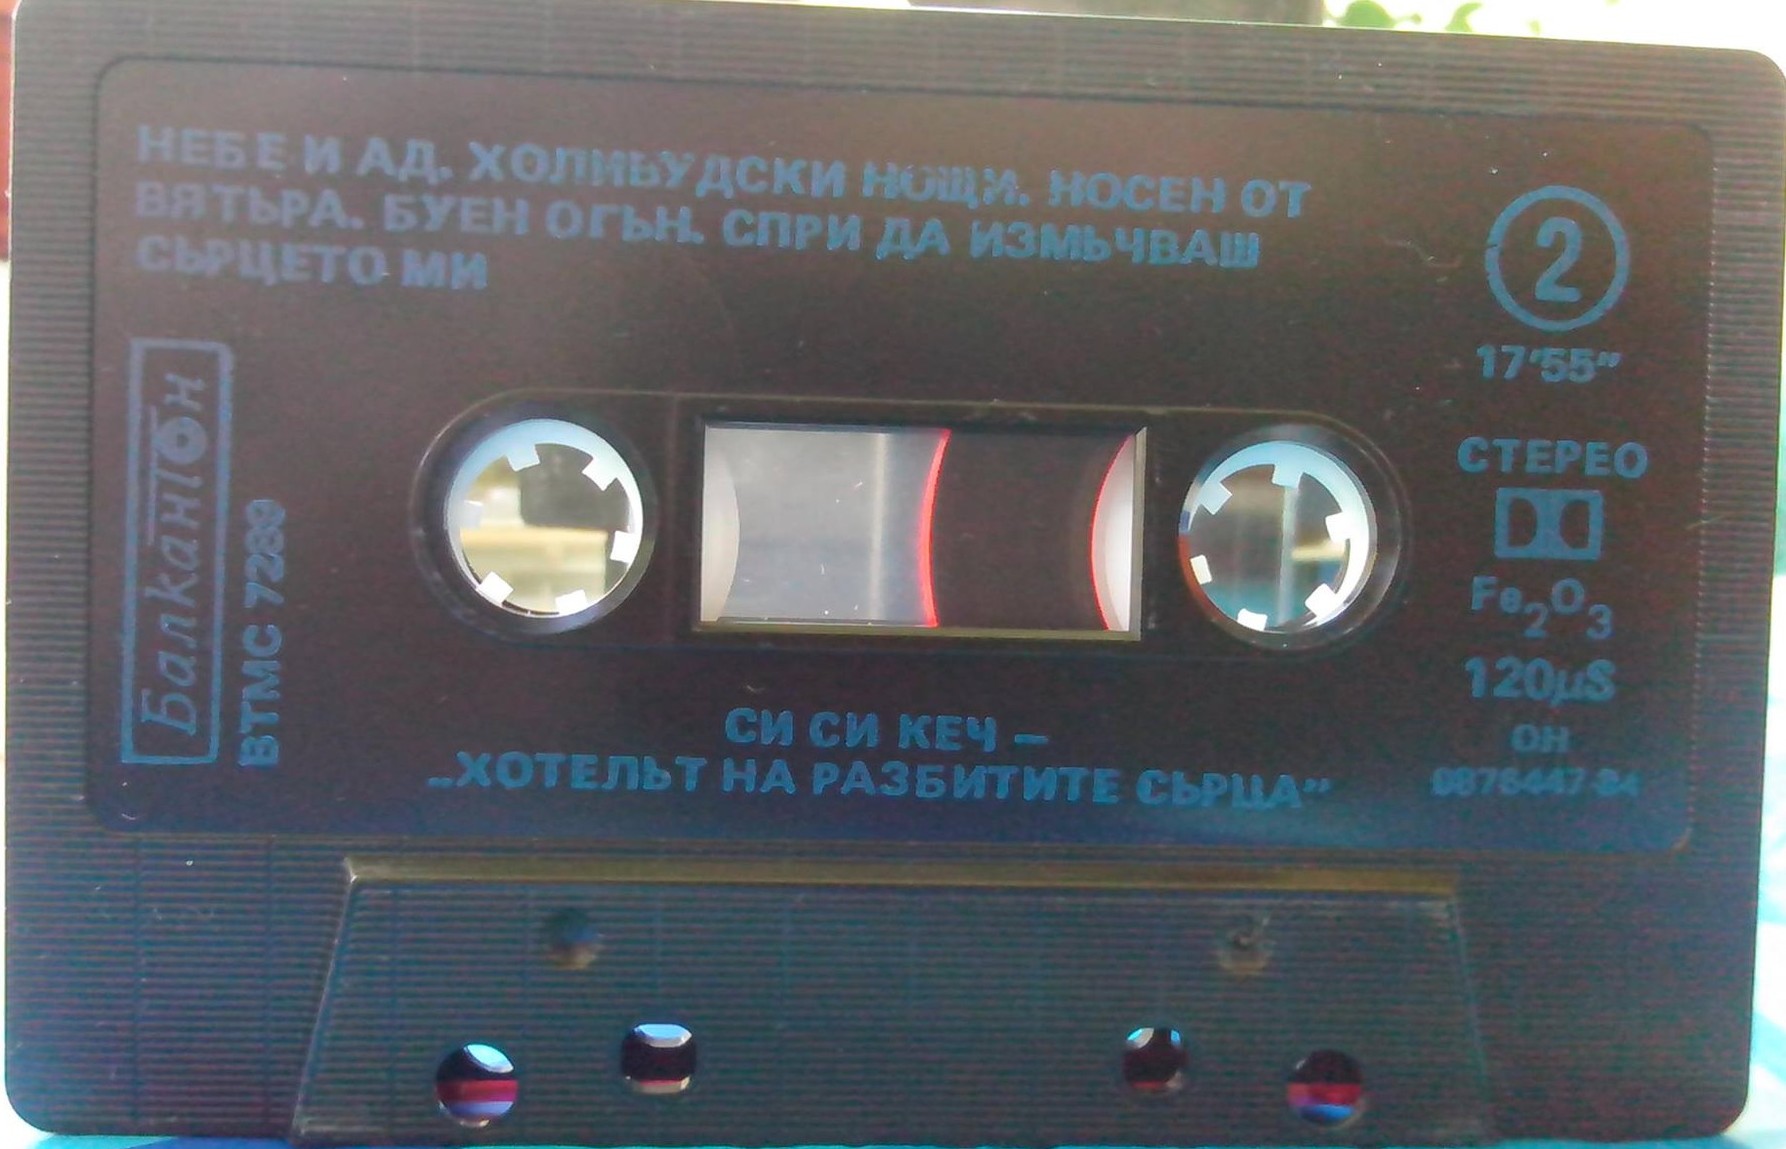 НЕБЕ И АД. ХОЛИВУДСКИ НОЩИ. НОСЕН ОТ
ВЯТЪРА. БУЕН ОГЪН. СПРИ ДА ИЗМЪЧВАШ
СЪРЦЕТО МИ
2
17'55"
Балкантон
ВТМС 7289
СТЕРЕО
Fe2O3
120µS
ОН
СИ СИ КЕЧ –
„ХОТЕЛЪТ НА РАЗБИТИТЕ СЪРЦА”